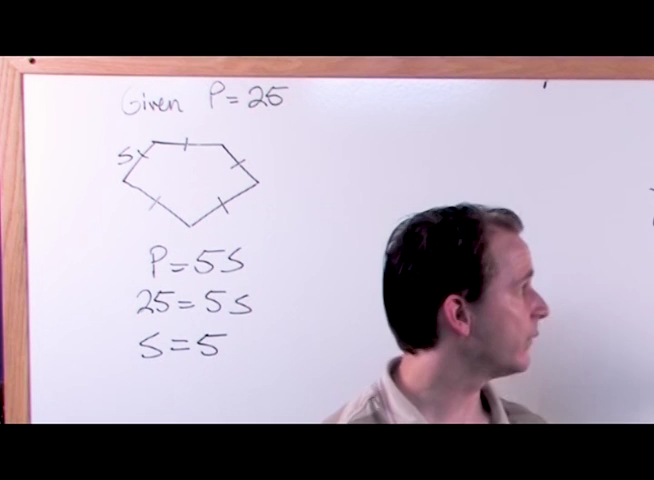 Given P = 25
S
P = 5S
25 = 5S
S = 5